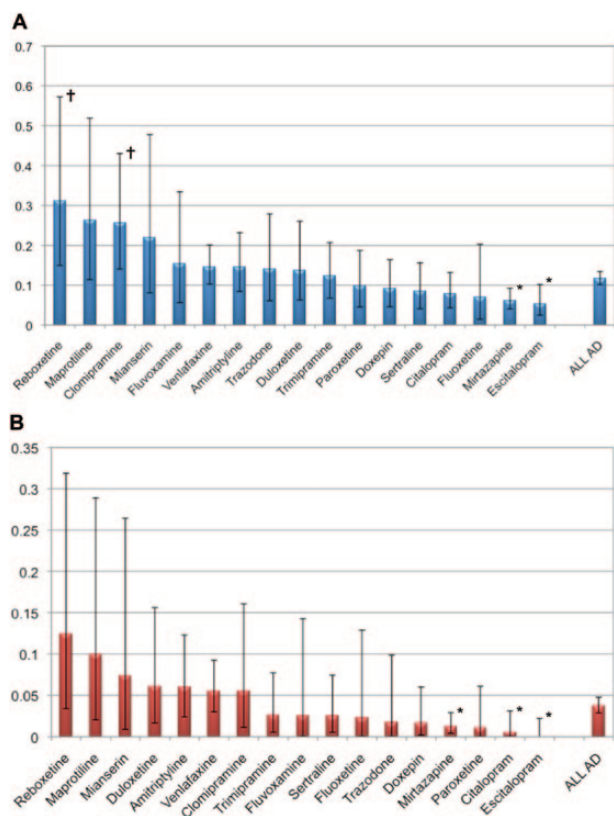 A
0.7
0.6
0.5
0.4
0.3
0.2
0.1
0
† † * *
Reboxetine
Maprotiline
Clomipramine
Mianserin
Fluvoxamine
Venlafaxine
Amitriptyline
Trazodone
Duloxetine
Trimipramine
Paroxetine
Doxepin
Sertraline
Citalopram
Fluoxetine
Mirtazapine
Escitalopram
ALL AD
B
0.35
0.3
0.25
0.2
0.15
0.1
0.05
0
* * *
Reboxetine
Maprotiline
Mianserin
Duloxetine
Amitriptyline
Venlafaxine
Clomipramine
Trimipramine
Fluvoxamine
Sertraline
Fluoxetine
Trazodone
Doxepin
Mirtazapine
Paroxetine
Citalopram
Escitalopram
ALL AD